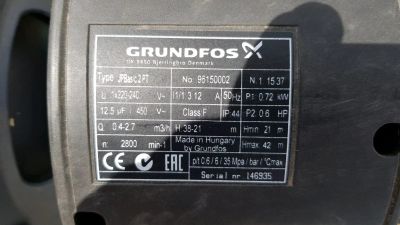 GRUNDFOS
DK 8850 Bjerringbro Denmark
Type JPBasic 2 PT No 96150002 N 1 15 37
U 1x220-240 V~ I1/1 3.12 A 50Hz P1 0.72 kW
12.5 µF / 450 V~ Class F IP 44 P2 0.6 HP
Q 0.4-2.7 m3/h H 38-21 m Hmin 21 m
n: 2800 min-1 Made in Hungary by Grundfos Hmax 42 m
CE EAC p/t 0.6/6/35 Mpa/bar/°Cmax
Serial nr 146935